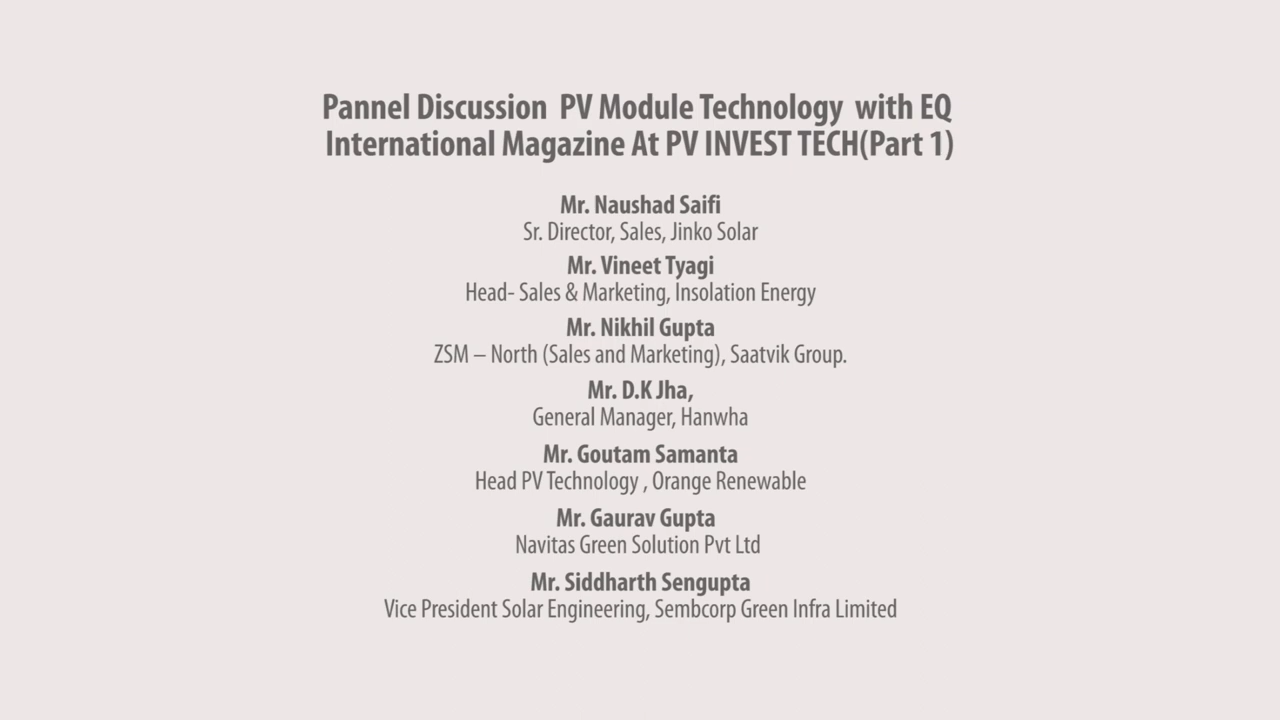 Pannel Discussion PV Module Technology with EQ
International Magazine At PV INVEST TECH(Part 1)
Mr. Naushad Saifi
Sr. Director, Sales, Jinko Solar
Mr. Vineet Tyagi
Head- Sales & Marketing, Insolation Energy
Mr. Nikhil Gupta
ZSM – North (Sales and Marketing), Saatvik Group.
Mr. D.K Jha,
General Manager, Hanwha
Mr. Goutam Samanta
Head PV Technology , Orange Renewable
Mr. Gaurav Gupta
Navitas Green Solution Pvt Ltd
Mr. Siddharth Sengupta
Vice President Solar Engineering, Sembcorp Green Infra Limited